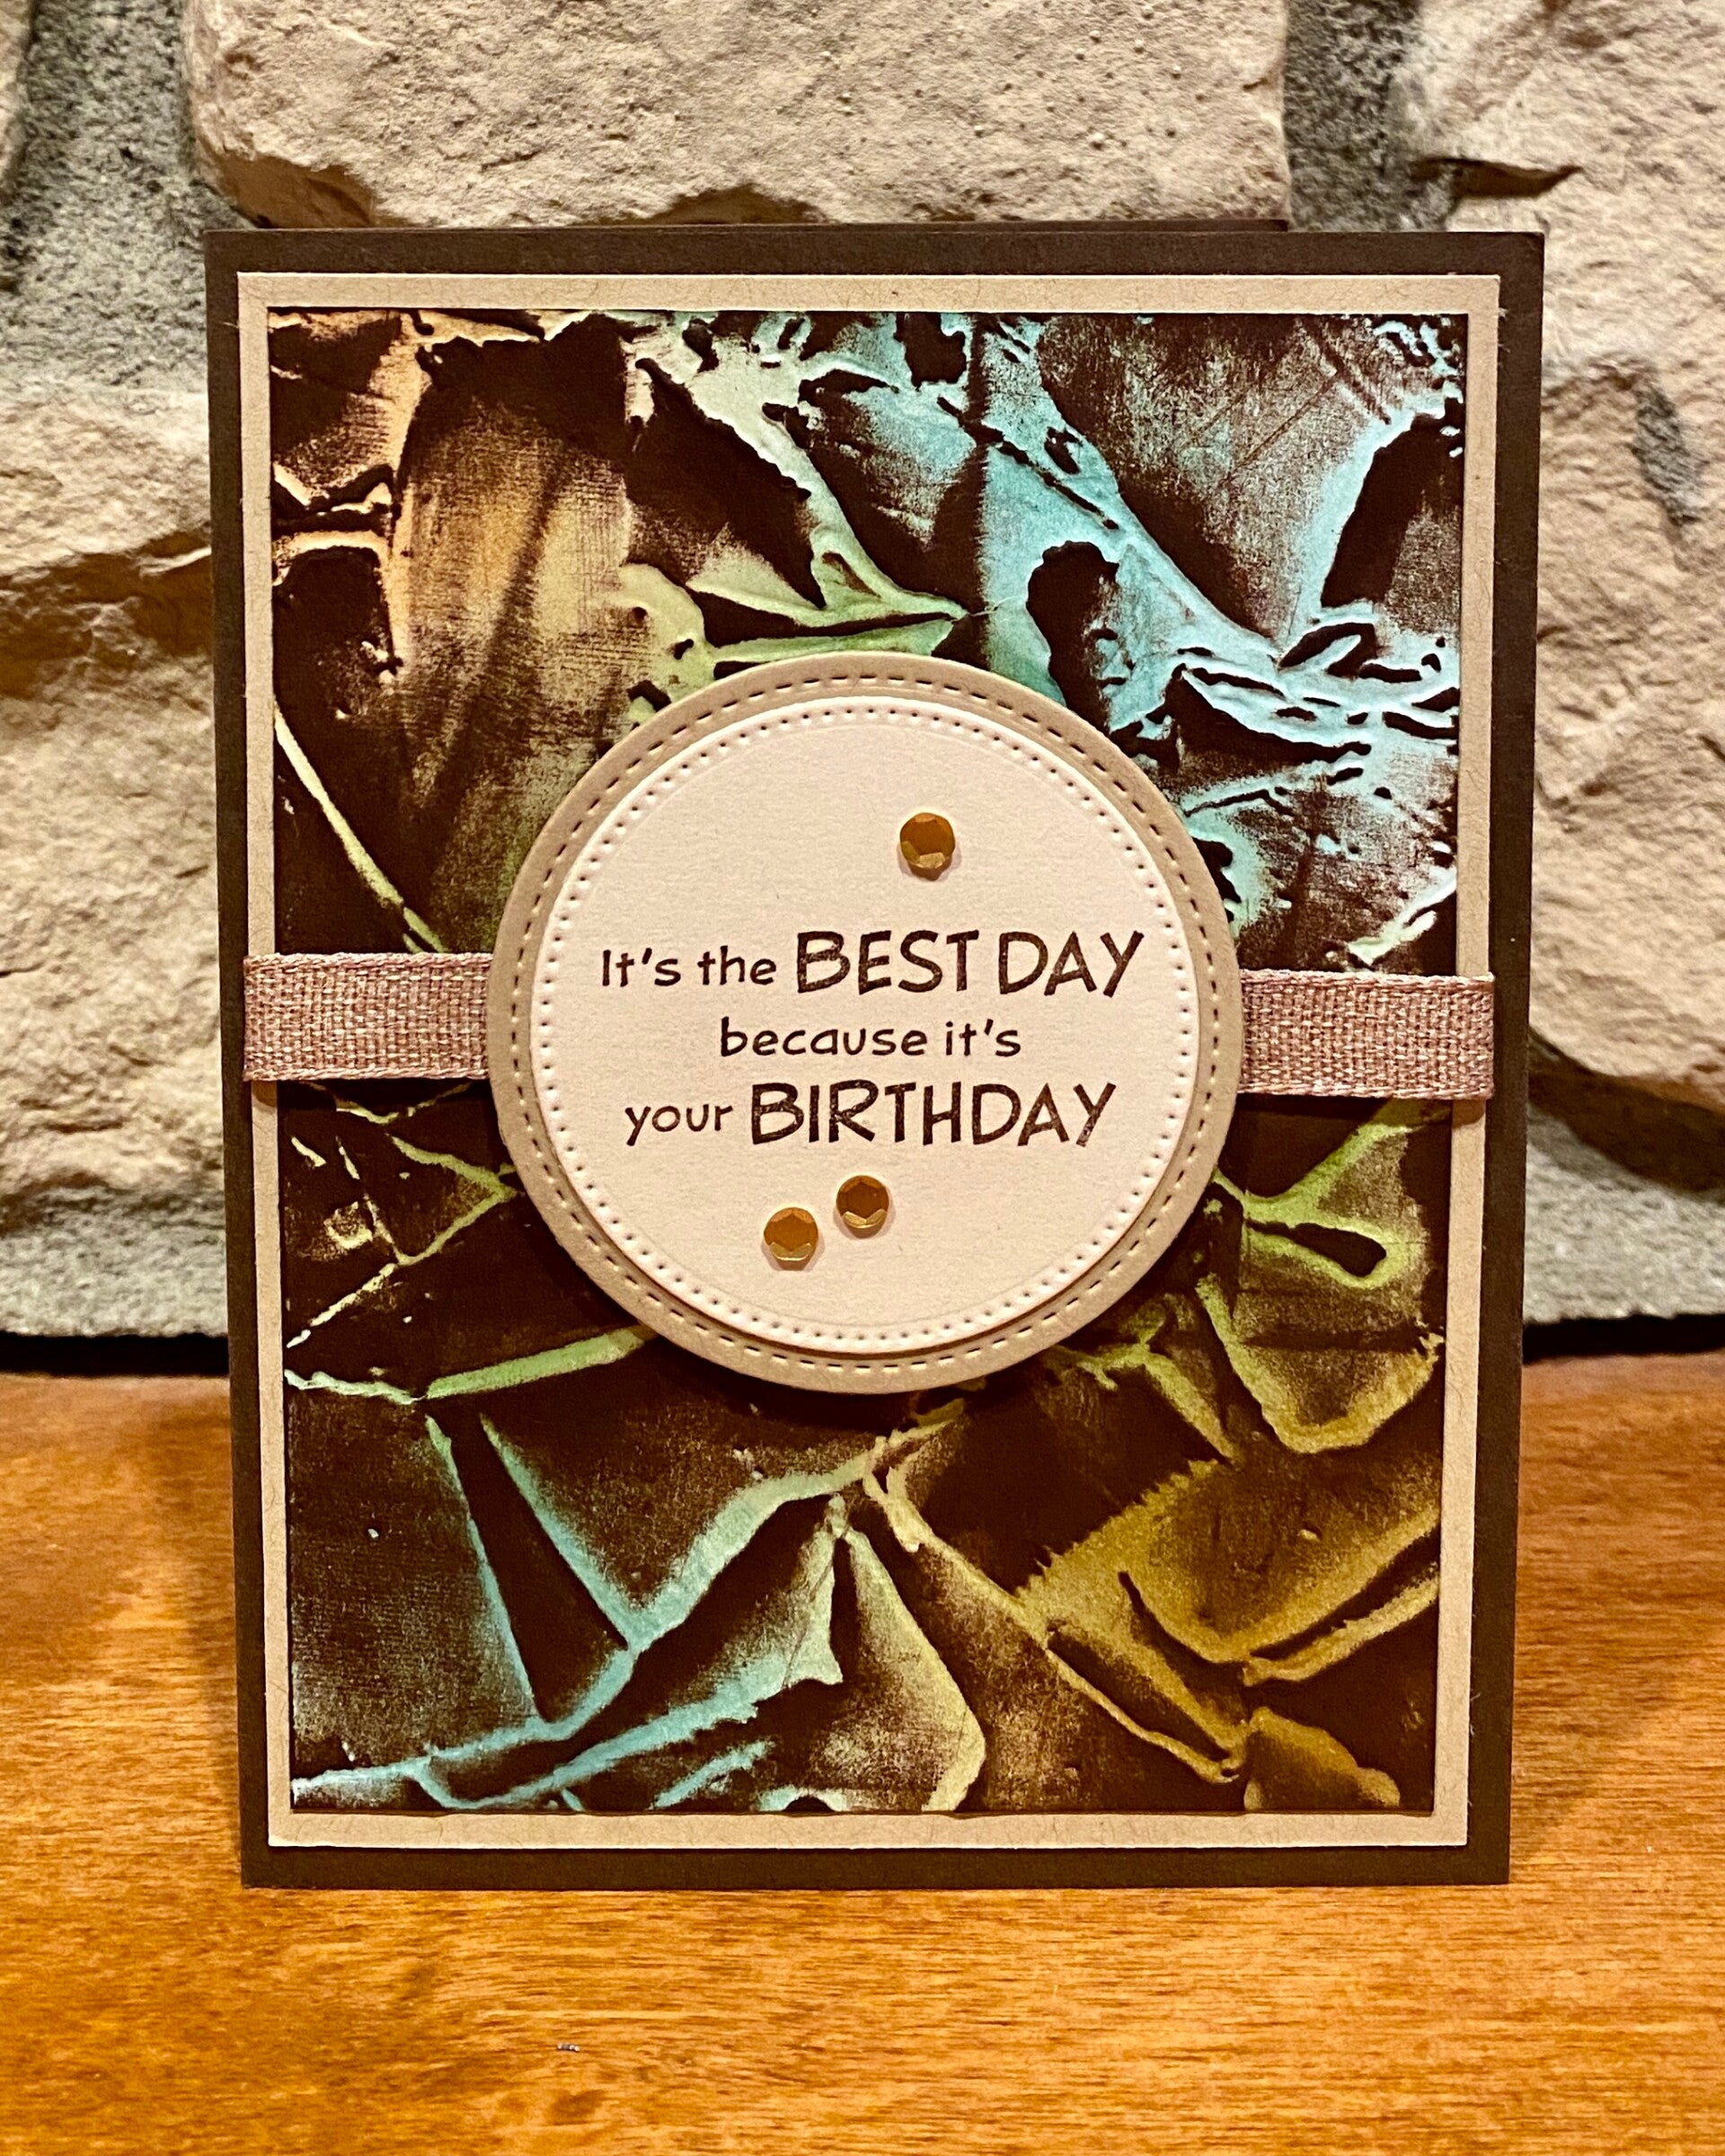 It's the BEST DAY
because it's
your BIRTHDAY